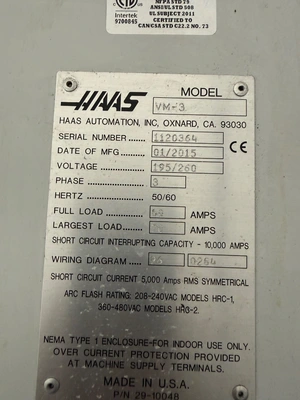 NFPA STD 79
ANSI/UL STD 508
UL SUBJECT 2011
CERTIFIED TO
CAN/CSA STD C22.2 NO. 73
Intertek
9700845
HAAS
MODEL
VM-3
HAAS AUTOMATION, INC, OXNARD, CA. 93030
SERIAL NUMBER 1120364
DATE OF MFG 01/2015
VOLTAGE 195/260
PHASE 3
HERTZ 50/60
FULL LOAD AMPS
LARGEST LOAD AMPS
SHORT CIRCUIT INTERRUPTING CAPACITY - 10,000 AMPS
WIRING DIAGRAM 0264
SHORT CIRCUIT CURRENT 5,000 Amps RMS SYMMETRICAL
ARC FLASH RATING: 208-240VAC MODELS HRC-1,
360-480VAC MODELS HRC-2.
NEMA TYPE 1 ENCLOSURE-FOR INDOOR USE ONLY.
OVER CURRENT PROTECTION PROVIDED
AT MACHINE SUPPLY TERMINALS.
MADE IN U.S.A.
P/N 29-10048